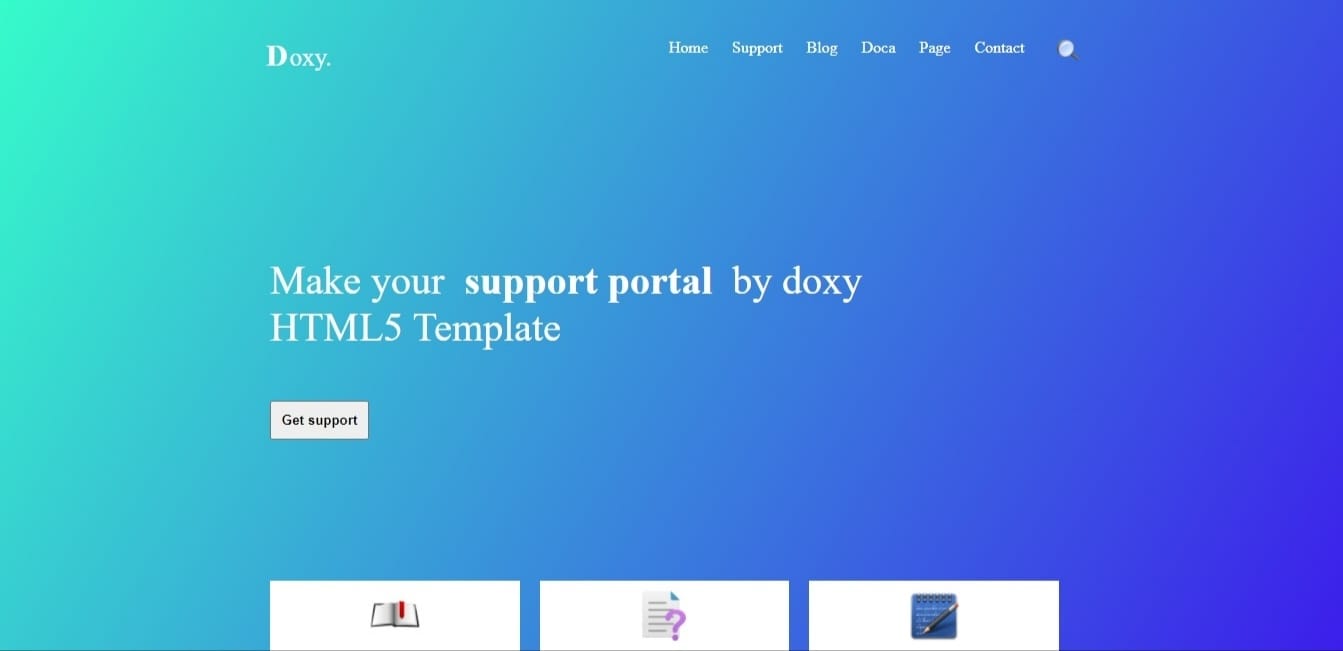 Doxy.
Home Support Blog Doca Page Contact
Make your support portal by doxy
HTML5 Template
Get support